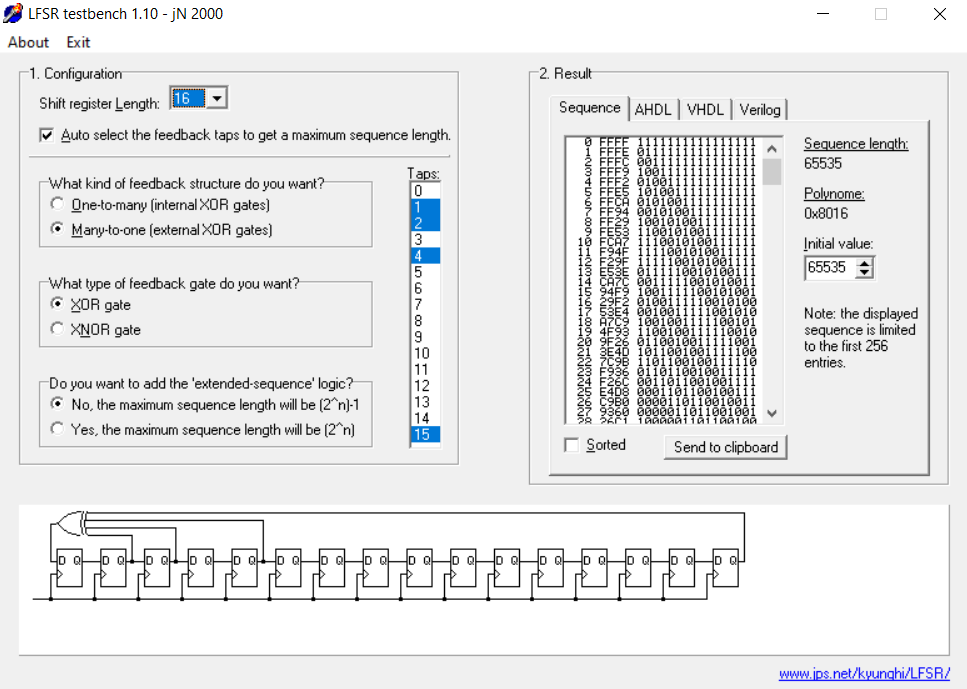 LFSR testbench 1.10 - jN 2000
About Exit
1. Configuration
Shift register Length: 16
Auto select the feedback taps to get a maximum sequence length.
What kind of feedback structure do you want?
One-to-many (internal XOR gates)
Many-to-one (external XOR gates)
What type of feedback gate do you want?
XOR gate
XNOR gate
Do you want to add the 'extended-sequence' logic?
No, the maximum sequence length will be (2^n)-1
Yes, the maximum sequence length will be (2^n)
Taps:
0
1
2
3
4
5
6
7
8
9
10
11
12
13
14
15
2. Result
Sequence AHDL VHDL Verilog
0 FFFF 1111111111111111
1 FFFE 0111111111111111
2 FFFC 0011111111111111
3 FFF9 1001111111111111
4 FFF2 0100111111111111
5 FFE5 1010011111111111
6 FFCA 0101001111111111
7 FF94 0010100111111111
8 FF29 1001010011111111
9 FE53 1100101001111111
10 FCA7 1110010100111111
11 F94F 1111001010011111
12 F29F 1111100101001111
13 E53E 0111110010100111
14 CA7C 0011111001010011
15 94F9 1001111100101001
16 29F2 0100111110010100
17 53E4 0010011111001010
18 A7C9 1001001111100101
19 4F93 1100100111110010
20 9F26 0110010011111001
21 3E4D 1011001001111100
22 7C9B 1101100100111110
23 F936 0110110010011111
24 F26C 0011011001001111
25 E4D8 0001101100100111
26 C9B0 0000110110010011
27 9360 0000011011001001
28 26C1 1000001101100100
Sorted
Send to clipboard
Sequence length:
65535
Polynome:
0x8016
Initial value:
65535
Note: the displayed
sequence is limited
to the first 256
entries.
D Q D Q D Q D Q D Q D Q D Q D Q D Q D Q D Q D Q D Q D Q D Q D Q
www.jps.net/kyunghi/LFSR/